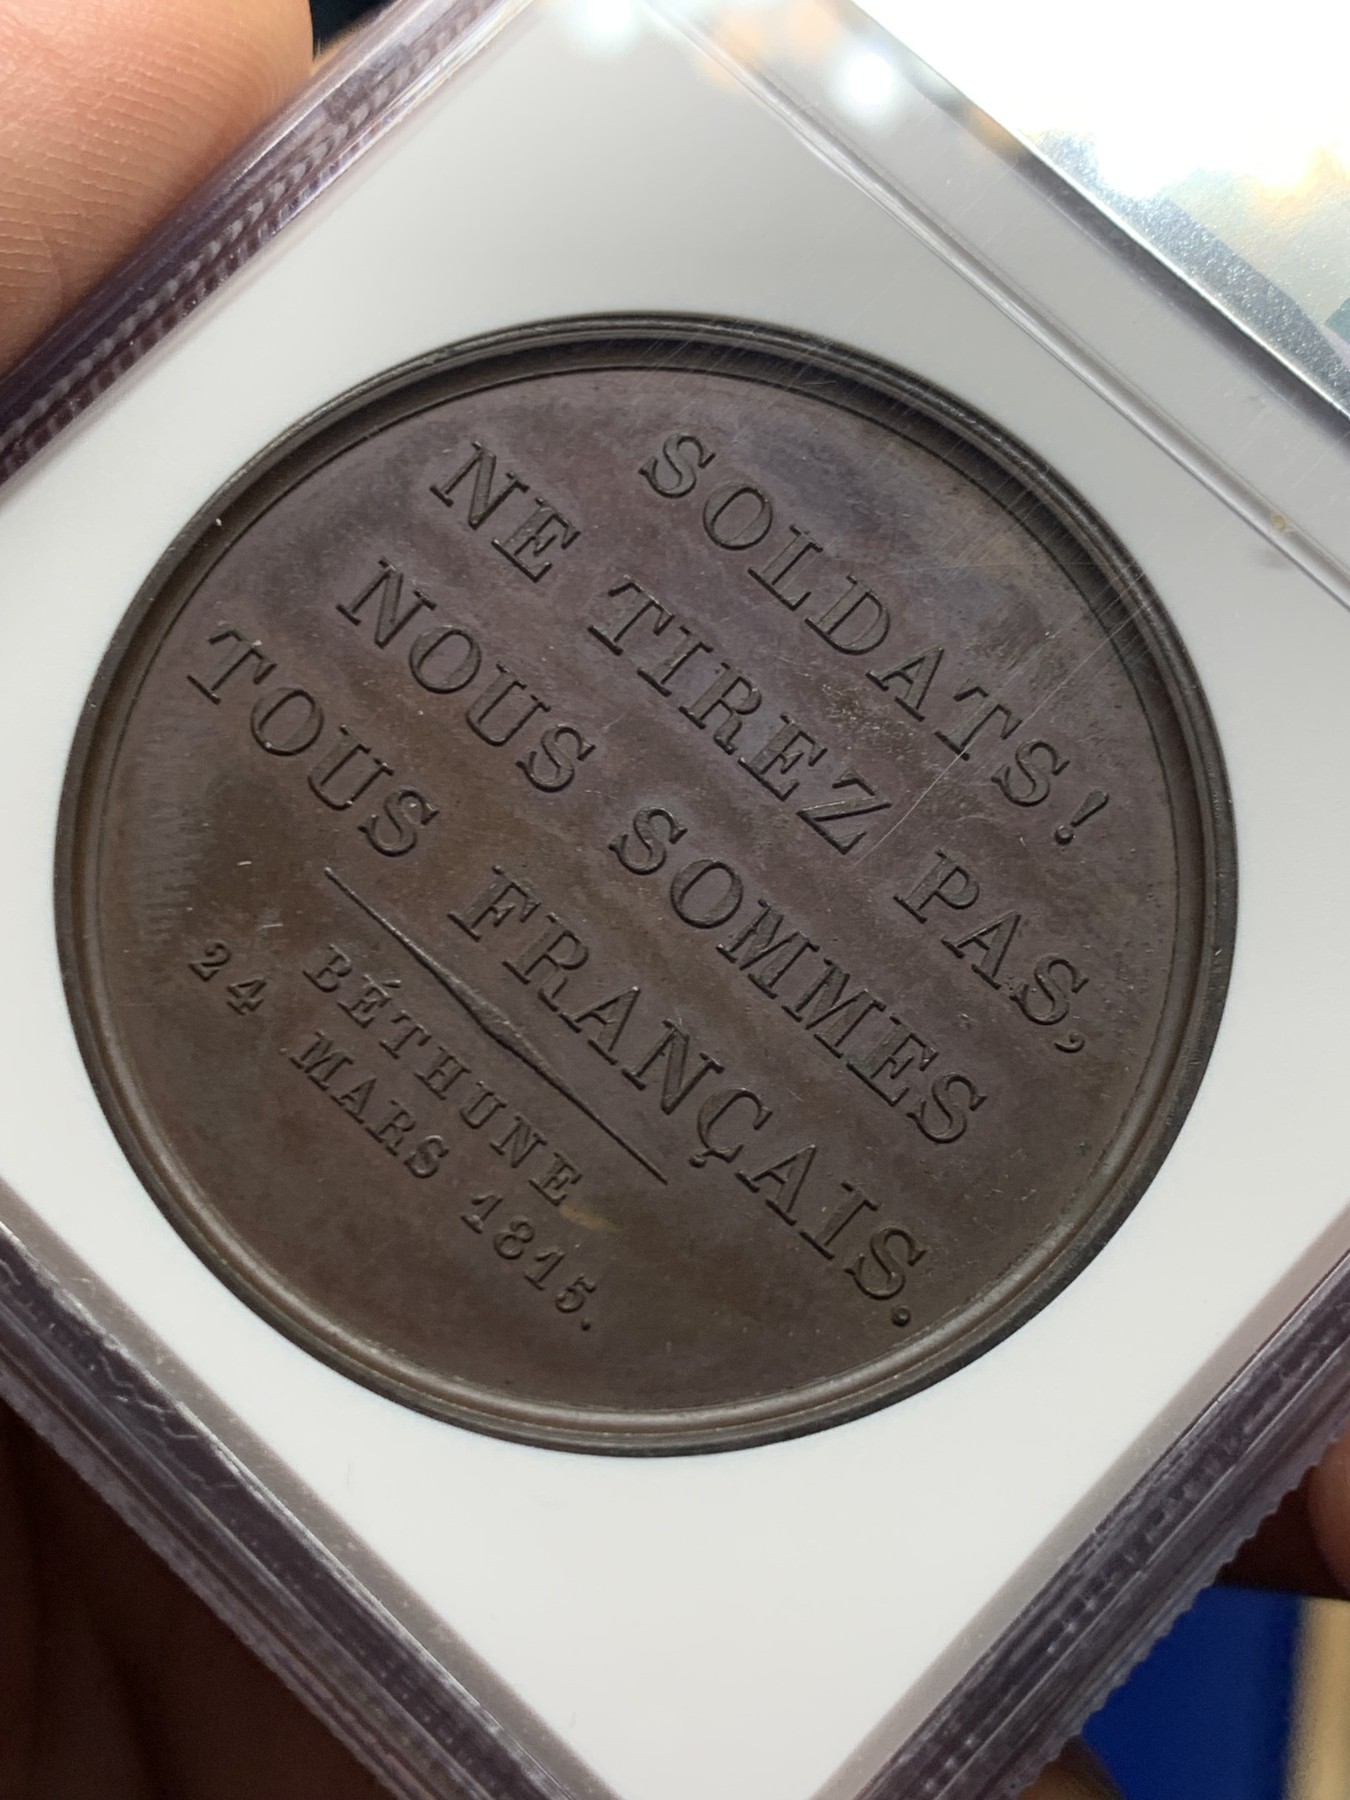 SOLDATS!
NE TIREZ PAS,
NOUS SOMMES
TOUS FRANÇAIS.
BÉTHUNE
24 MARS 1815.